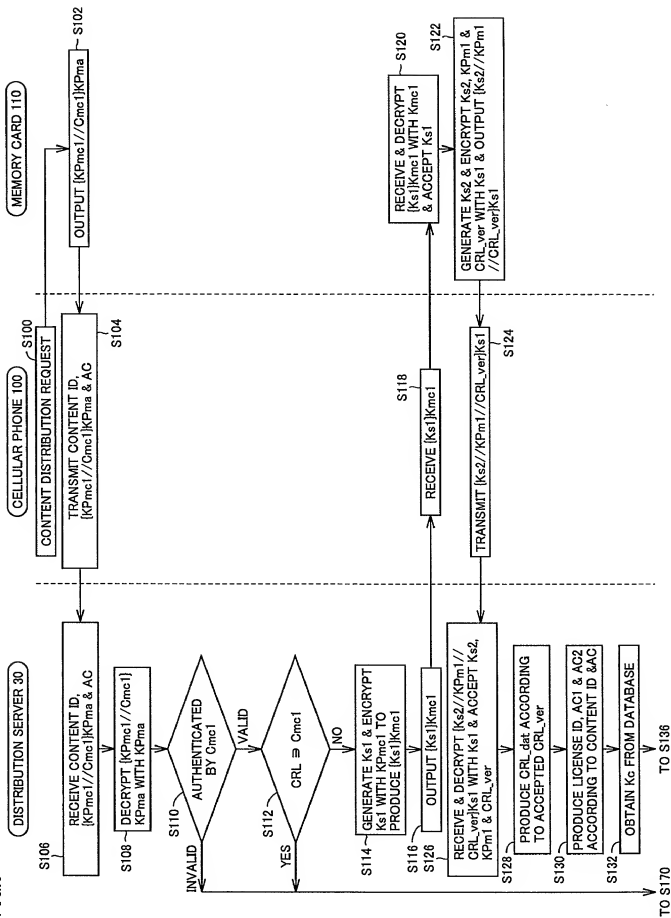 DISTRIBUTION SERVER 30
CELLULAR PHONE 100
MEMORY CARD 110
S100
CONTENT DISTRIBUTION REQUEST
S102
OUTPUT {KPmc1//Cmc1}KPma
TRANSMIT CONTENT ID,
{KPmc1//Cmc1}KPma & AC
S104
S106
RECEIVE CONTENT ID,
{KPmc1//Cmc1}KPma & AC
S108
DECRYPT {KPmc1//Cmc1}
KPma WITH KPma
S110
AUTHENTICATED
BY Cmc1
INVALID
VALID
S112
CRL ∋ Cmc1
YES
NO
S114
GENERATE Ks1 & ENCRYPT
Ks1 WITH KPmc1 TO
PRODUCE {Ks1}Kmc1
S116
OUTPUT {Ks1}Kmc1
S118
RECEIVE {Ks1}Kmc1
S120
RECEIVE & DECRYPT
{Ks1}Kmc1 WITH Kmc1
& ACCEPT Ks1
S122
GENERATE Ks2 & ENCRYPT Ks2, KPm1 &
CRL_ver WITH Ks1 & OUTPUT {Ks2//KPm1
//CRL_ver}Ks1
S124
TRANSMIT {Ks2//KPm1//CRL_ver}Ks1
S126
RECEIVE & DECRYPT {Ks2//KPm1//
CRL_ver}Ks1 WITH Ks1 & ACCEPT Ks2,
KPm1 & CRL_ver
S128
PRODUCE CRL_dat ACCORDING
TO ACCEPTED CRL_ver
S130
PRODUCE LICENSE ID, AC1 & AC2
ACCORDING TO CONTENT ID &AC
S132
OBTAIN Kc FROM DATABASE
TO S170
TO S136